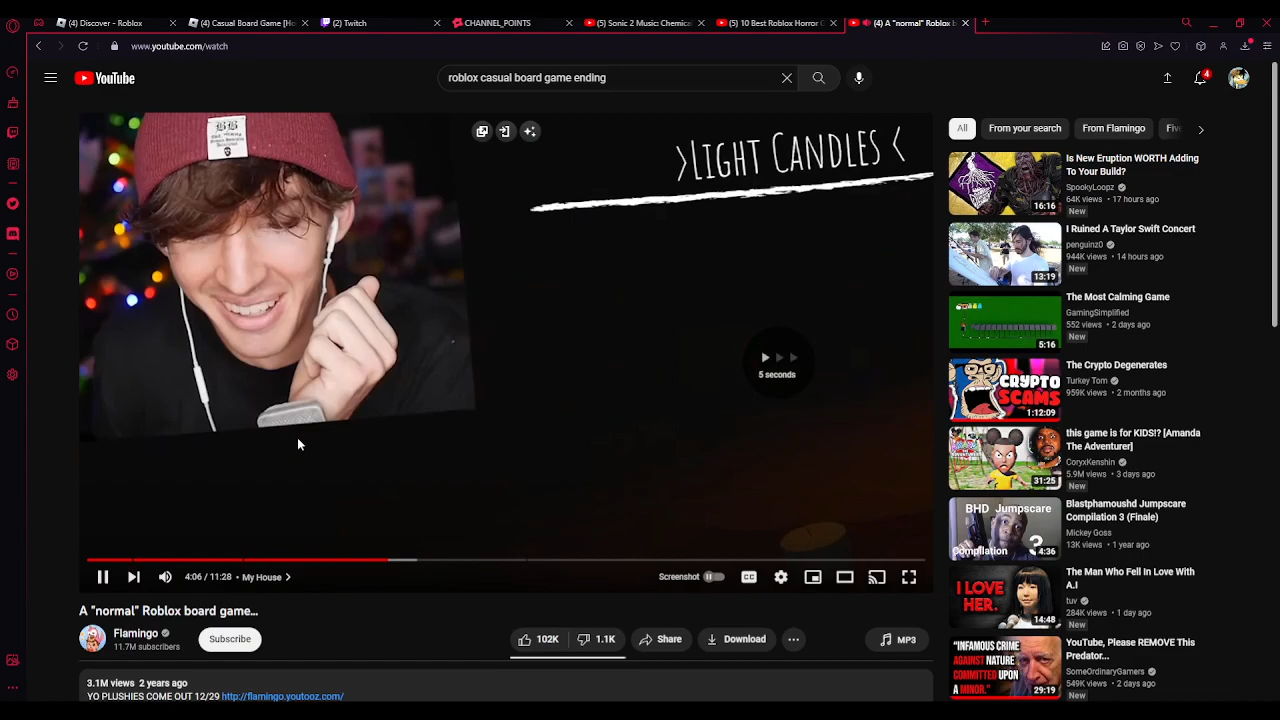 (4) Discover - Roblox
(4) Casual Board Game [Ho
(2) Twitch
CHANNEL_POINTS
(5) Sonic 2 Music: Chemical
(5) 10 Best Roblox Horror G
(4) A "normal" Roblox b
www.youtube.com/watch
YouTube
roblox casual board game ending
4
>LIGHT CANDLES<
5 seconds
4:06 / 11:28 • My House >
Screenshot
CC
A "normal" Roblox board game...
Flamingo
11.7M subscribers
Subscribe
102K
1.1K
Share
Download
MP3
3.1M views 2 years ago
YO PLUSHIES COME OUT 12/29 http://flamingo.youtooz.com/
All
From your search
From Flamingo
Fiv
16:16
Is New Eruption WORTH Adding
To Your Build?
SpookyLoopz
64K views • 17 hours ago
New
13:19
I Ruined A Taylor Swift Concert
penguinz0
944K views • 14 hours ago
New
5:16
The Most Calming Game
GamingSimplified
552 views • 2 days ago
New
CRYPTO
SCAMS
1:12:09
The Crypto Degenerates
Turkey Tom
959K views • 2 months ago
31:25
this game is for KIDS!? [Amanda
The Adventurer]
CoryxKenshin
5.9M views • 3 days ago
New
BHD Jumpscare
Compilation ?
4:36
Blastphamoushd Jumpscare
Compilation 3 (Finale)
Mickey Goss
13K views • 1 year ago
I LOVE
HER.
14:48
The Man Who Fell In Love With
A.I
tuv
284K views • 1 day ago
New
"INFAMOUS CRIME
AGAINST NATURE
COMMITTED UPON
A MINOR."
29:19
YouTube, Please REMOVE This
Predator...
SomeOrdinaryGamers
549K views • 2 days ago
New